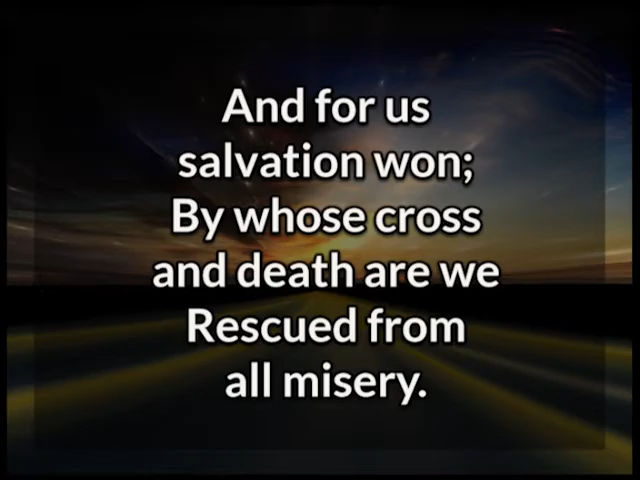 And for us
salvation won;
By whose cross
and death are we
Rescued from
all misery.